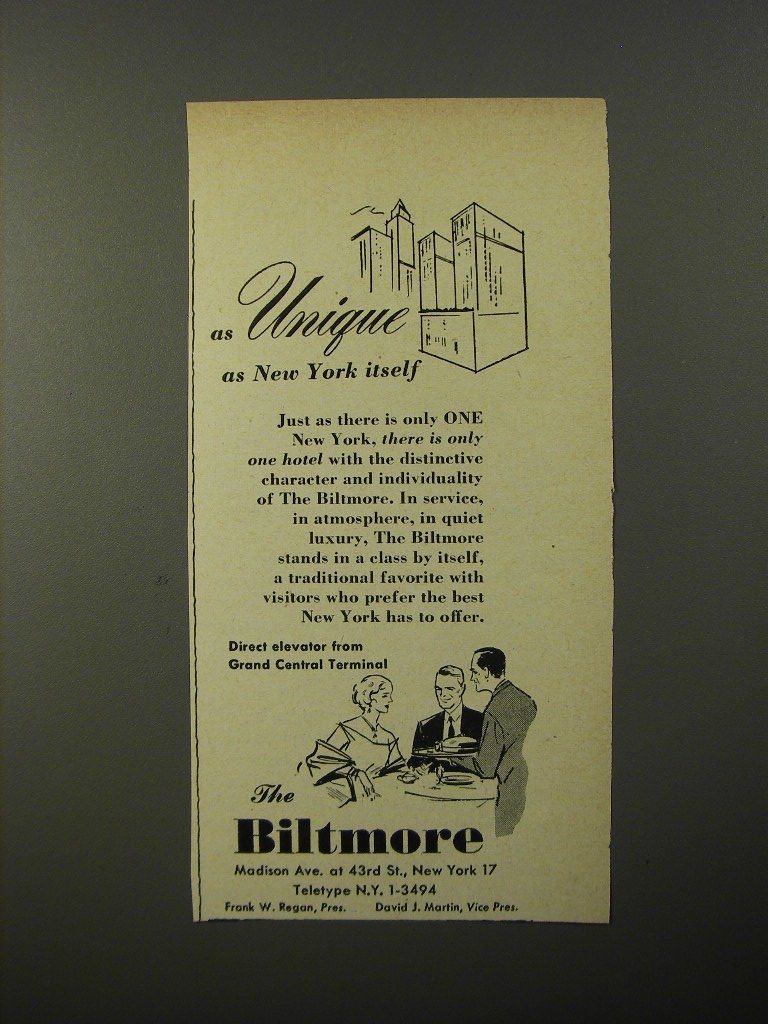 as Unique
as New York itself
Just as there is only ONE
New York, there is only
one hotel with the distinctive
character and individuality
of The Biltmore. In service,
in atmosphere, in quiet
luxury, The Biltmore
stands in a class by itself,
a traditional favorite with
visitors who prefer the best
New York has to offer.
Direct elevator from
Grand Central Terminal
The
Biltmore
Madison Ave. at 43rd St., New York 17
Teletype N.Y. 1-3494
Frank W. Regan, Pres. David J. Martin, Vice Pres.